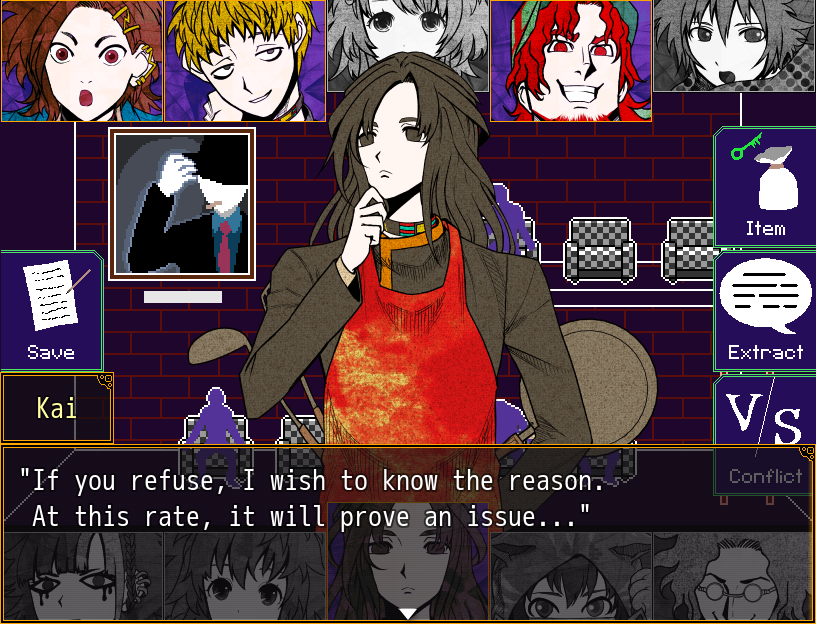 Item
Save
Extract
Kai
VS
Conflict
"If you refuse, I wish to know the reason.
At this rate, it will prove an issue..."